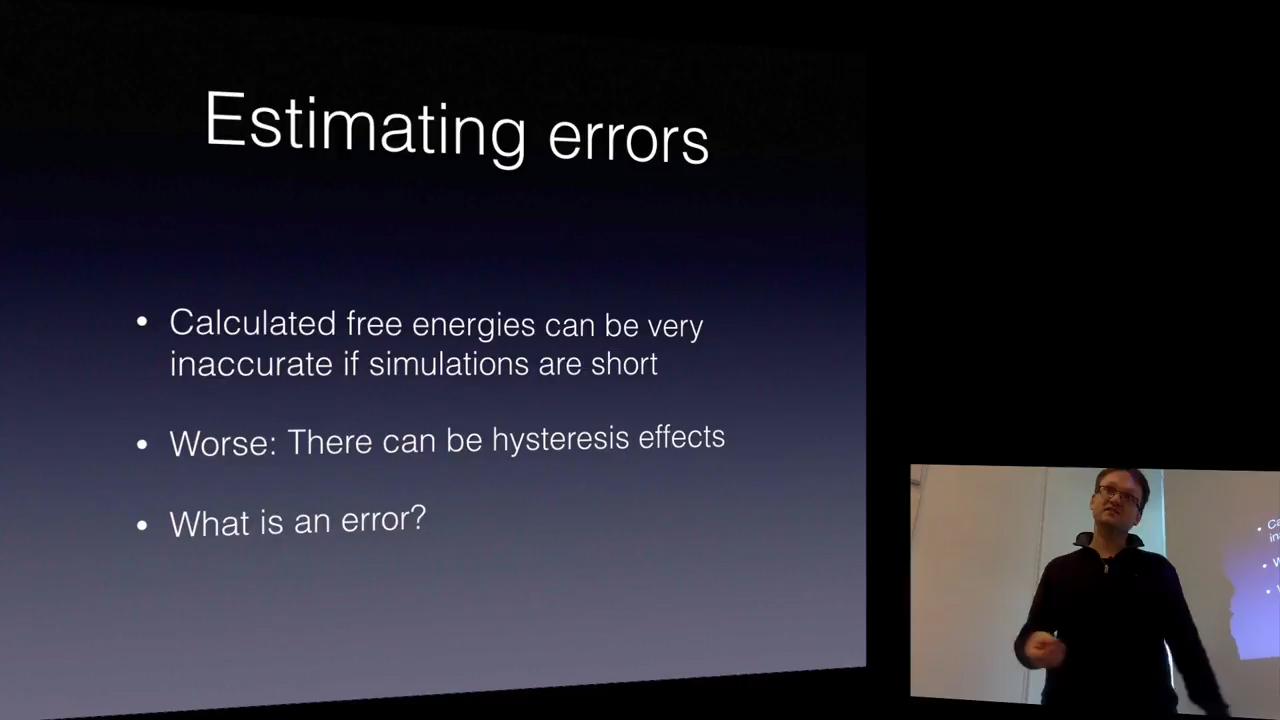 Estimating errors
• Calculated free energies can be very
inaccurate if simulations are short
• Worse: There can be hysteresis effects
• What is an error?